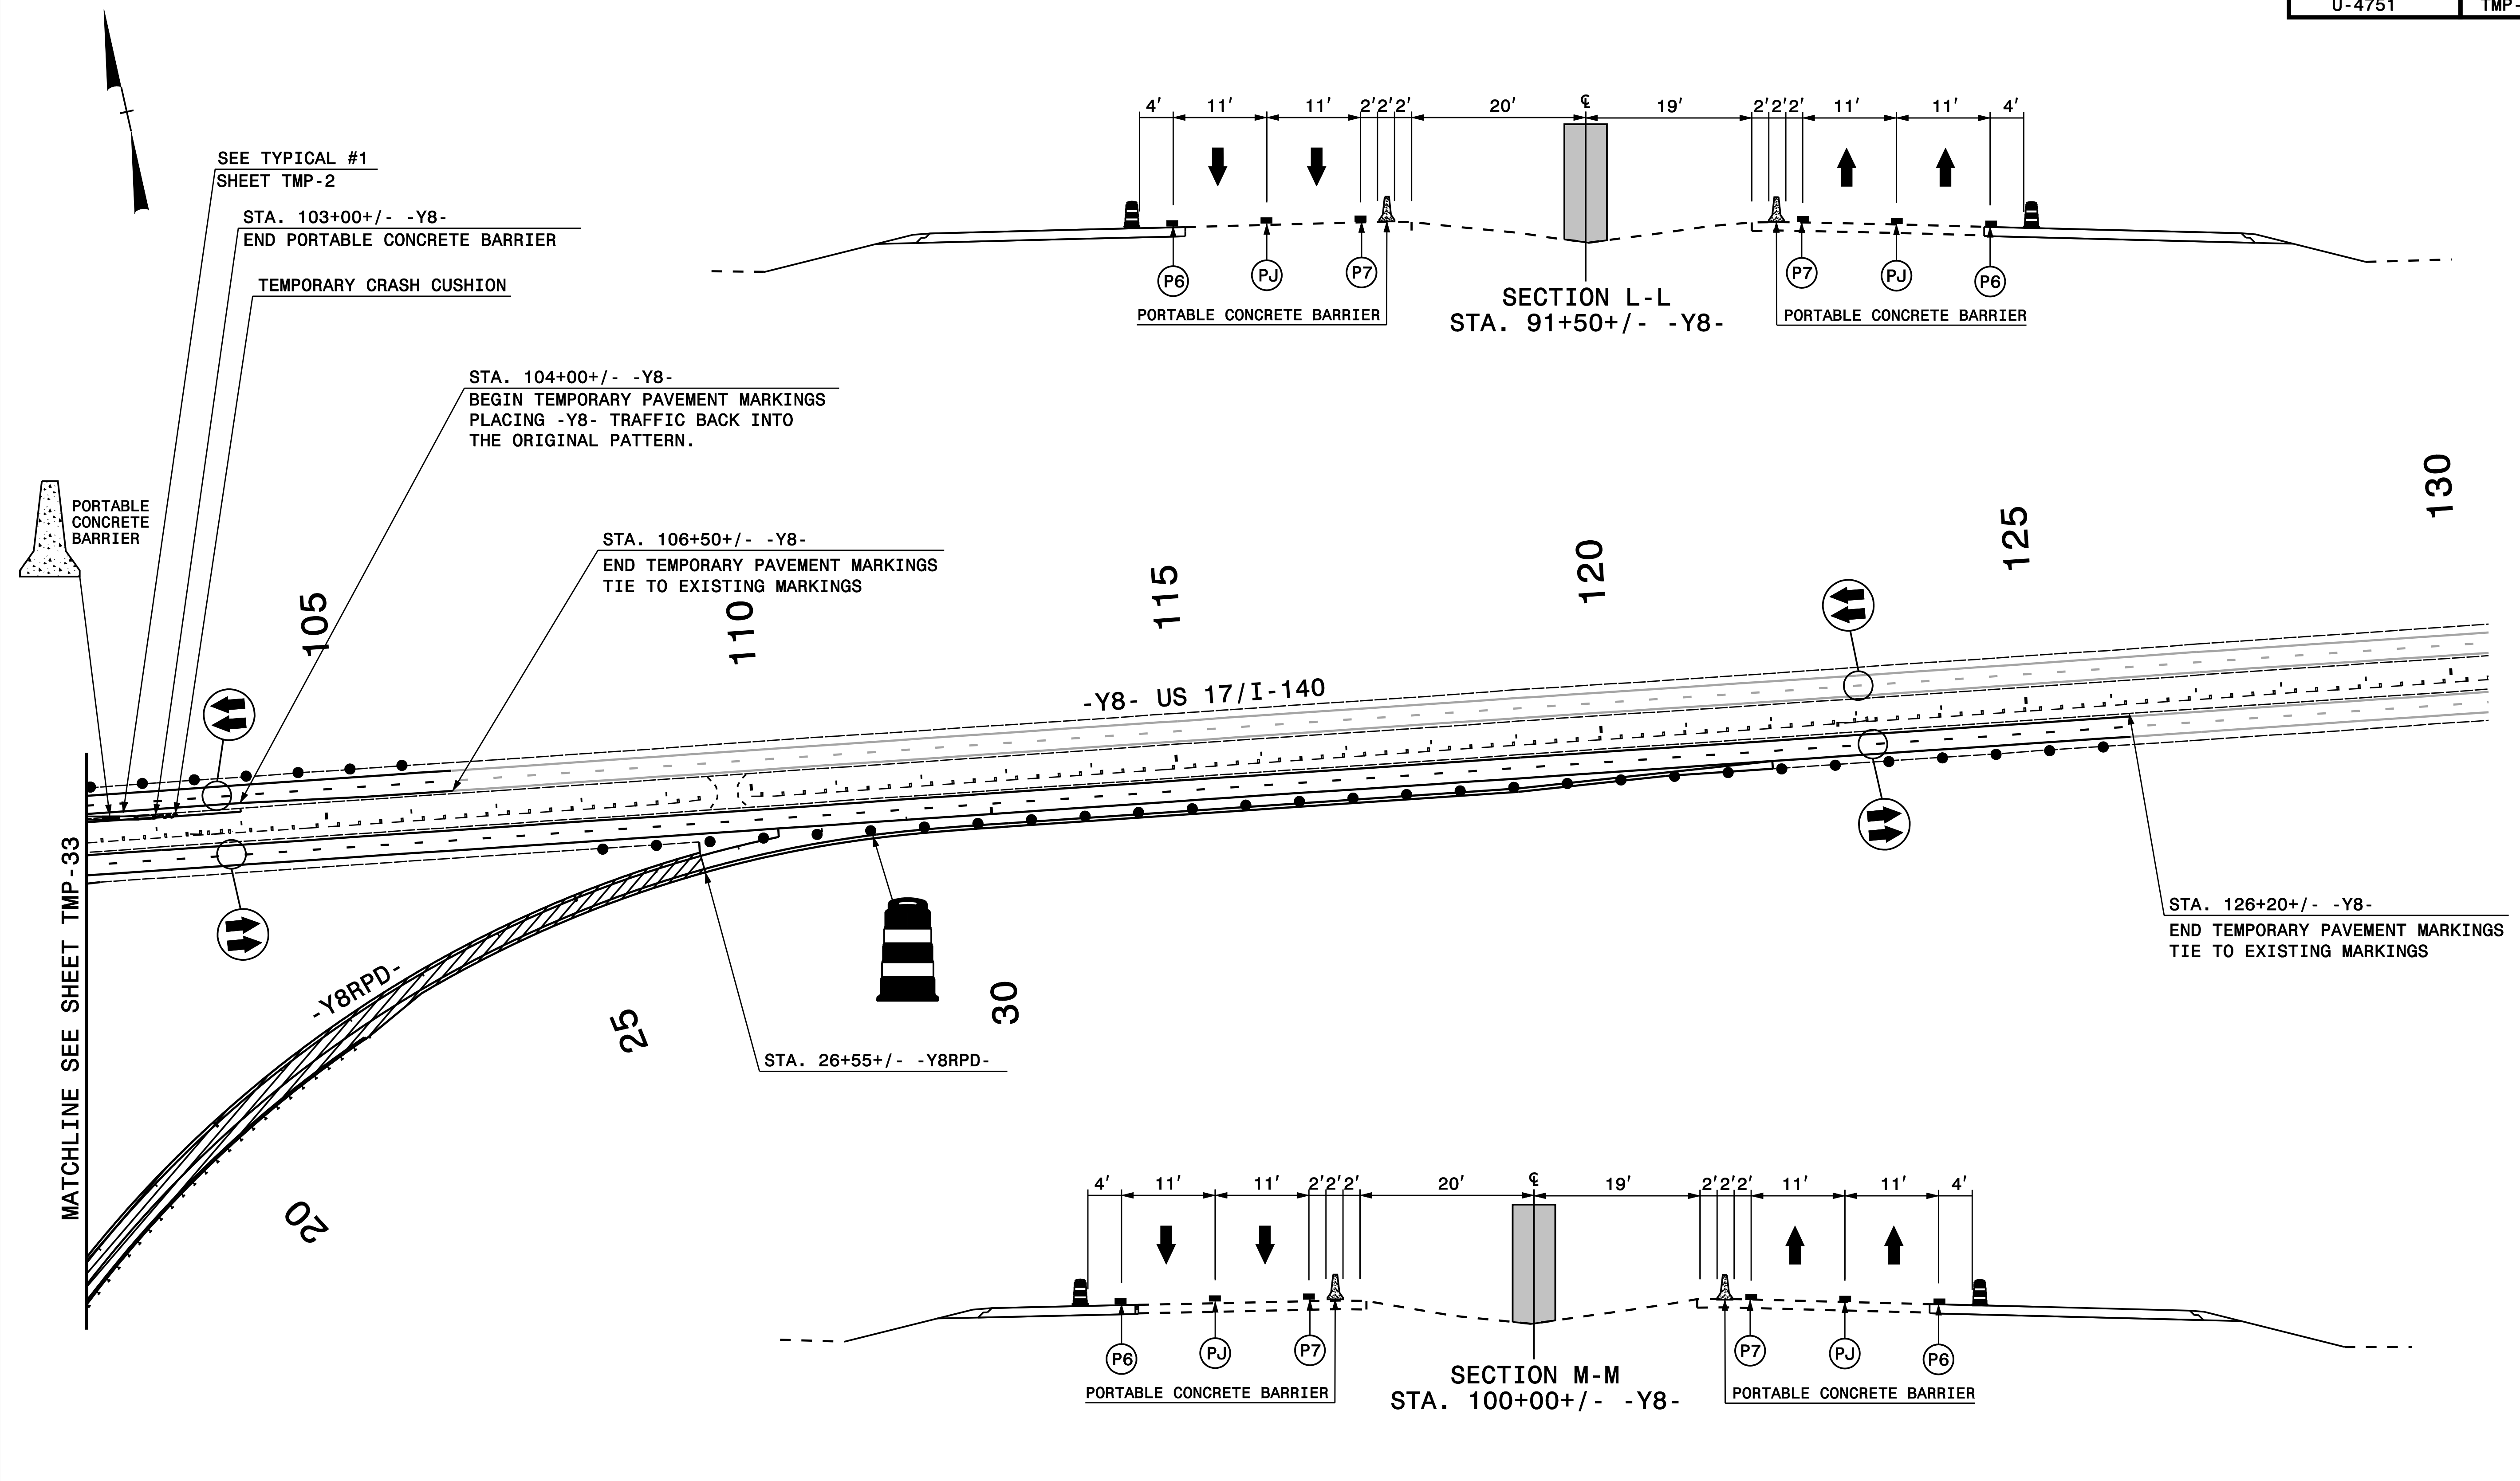 U-4751
TMP-
4' 11' 11' 2' 2' 2' 20' ℄ 19' 2' 2' 2' 11' 11' 4'
P6 PJ P7 P7 PJ P6
PORTABLE CONCRETE BARRIER
SECTION L-L
STA. 91+50+/- -Y8-
PORTABLE CONCRETE BARRIER
SEE TYPICAL #1
SHEET TMP-2
STA. 103+00+/- -Y8-
END PORTABLE CONCRETE BARRIER
TEMPORARY CRASH CUSHION
STA. 104+00+/- -Y8-
BEGIN TEMPORARY PAVEMENT MARKINGS
PLACING -Y8- TRAFFIC BACK INTO
THE ORIGINAL PATTERN.
PORTABLE
CONCRETE
BARRIER
STA. 106+50+/- -Y8-
END TEMPORARY PAVEMENT MARKINGS
TIE TO EXISTING MARKINGS
105
110
115
120
125
130
-Y8- US 17/I-140
MATCHLINE SEE SHEET TMP-33
-Y8RPD-
20
25
30
STA. 26+55+/- -Y8RPD-
STA. 126+20+/- -Y8-
END TEMPORARY PAVEMENT MARKINGS
TIE TO EXISTING MARKINGS
4' 11' 11' 2' 2' 2' 20' ℄ 19' 2' 2' 2' 11' 11' 4'
P6 PJ P7 P7 PJ P6
PORTABLE CONCRETE BARRIER
SECTION M-M
STA. 100+00+/- -Y8-
PORTABLE CONCRETE BARRIER